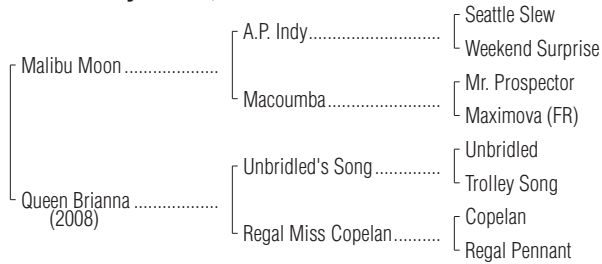 Seattle Slew
A.P. Indy
Weekend Surprise
Malibu Moon
Mr. Prospector
Macoumba
Maximova (FR)
Unbridled
Unbridled's Song
Trolley Song
Queen Brianna
(2008)
Copelan
Regal Miss Copelan
Regal Pennant